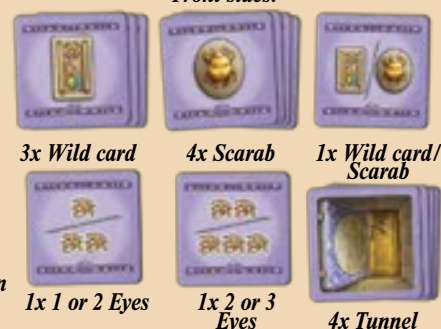 Front sides:
3x Wild card 4x Scarab 1x Wild card/
Scarab
n
1x 1 or 2 Eyes 1x 2 or 3
Eyes 4x Tunnel